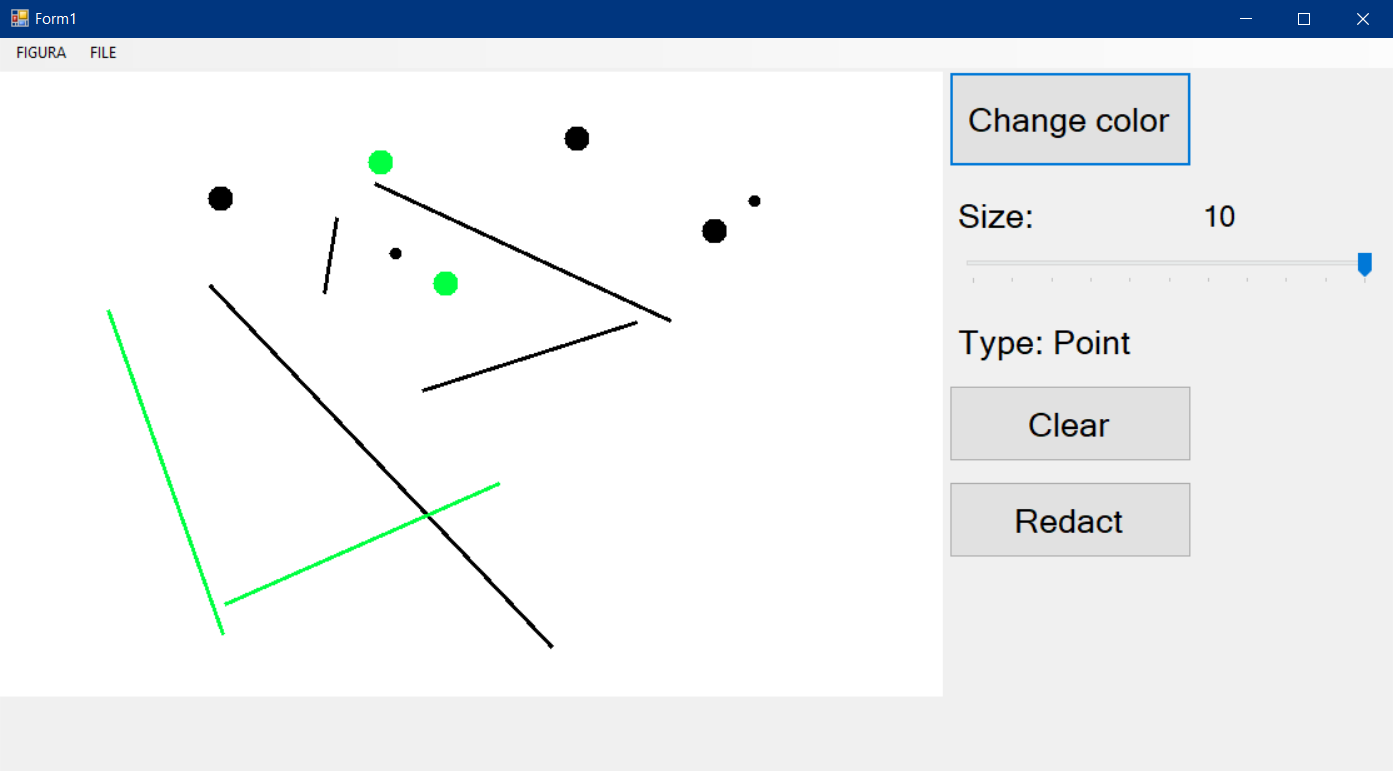 Form1
FIGURA FILE
Change color
Size: 10
Type: Point
Clear
Redact